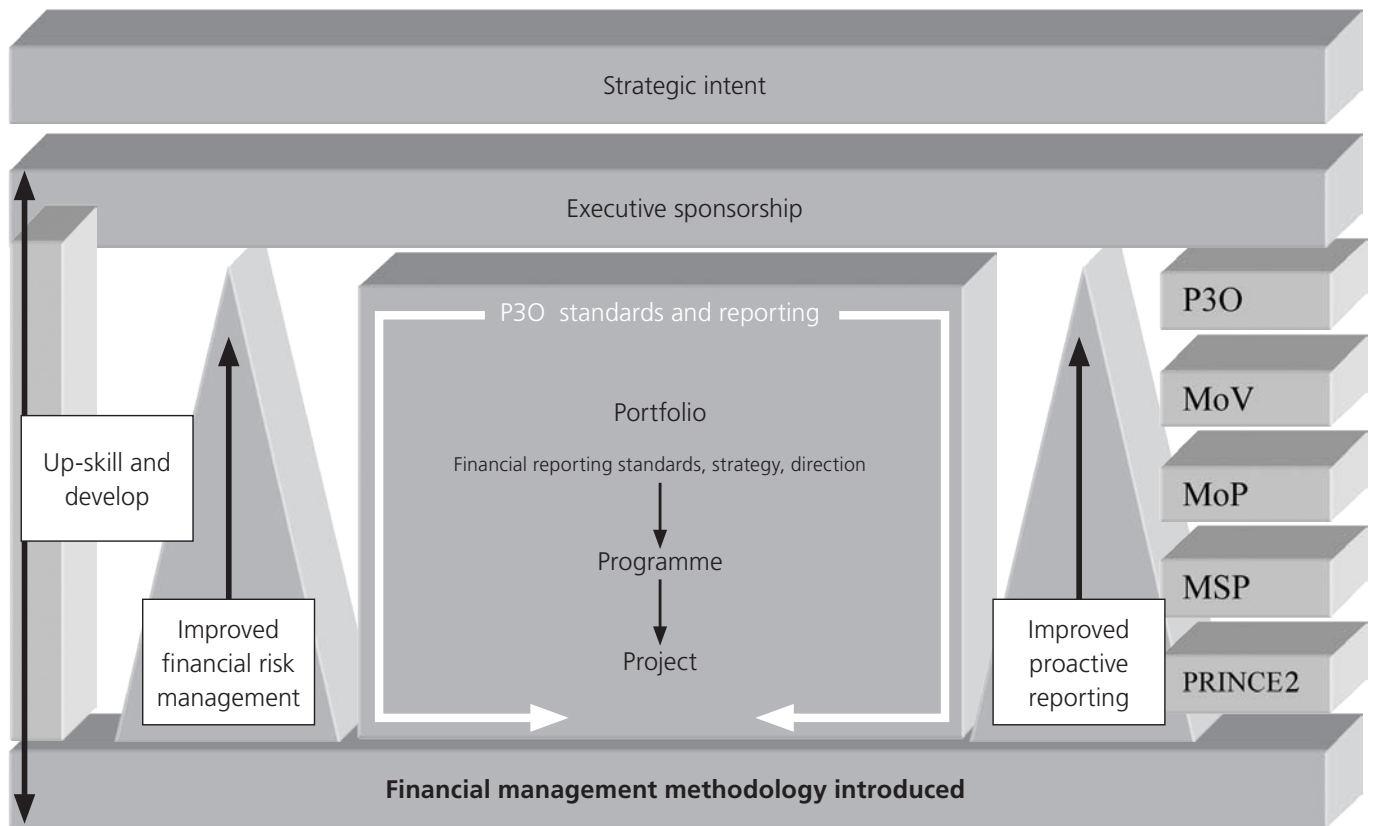 Strategic intent
Executive sponsorship
P3O standards and reporting
Portfolio
Financial reporting standards, strategy, direction
Programme
Project
Up-skill and
develop
Improved
financial risk
management
Improved
proactive
reporting
P3O
MoV
MoP
MSP
PRINCE2
Financial management methodology introduced